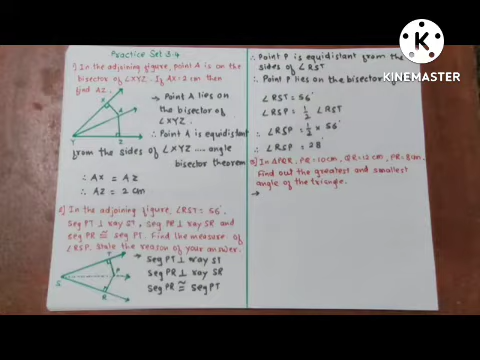 Practice Set 3.4
1) In the adjoining figure, point A is on the
bisector of ∠XYZ. If AX = 2 cm then
find AZ.
→ Point A lies on
the bisector of
∠XYZ.
∴ Point A is equidistant
from the sides of ∠XYZ .... angle
bisector theorem
∴ AX = AZ
∴ AZ = 2 cm
X
A
Y
Z
2) In the adjoining figure, ∠RST = 56°
seg PT ⊥ ray ST, seg PR ⊥ ray SR and
seg PR ≅ seg PT. Find the measure of
∠RSP. State the reason of your answer.
→ seg PT ⊥ ray ST
seg PR ⊥ ray SR
seg PR ≅ seg PT
T
S
P
R
∴ Point P is equidistant from the
sides of ∠RST
∴ Point P lies on the bisector of
∠RST = 56°
∠RSP = 1/2 ∠RST
∴ ∠RSP = 1/2 × 56°
∴ ∠RSP = 28°
3) In ΔPQR, PQ = 10cm, QR = 12cm, PR = 8cm.
Find out the greatest and smallest
angle of the triangle.
→
K
KINEMASTER